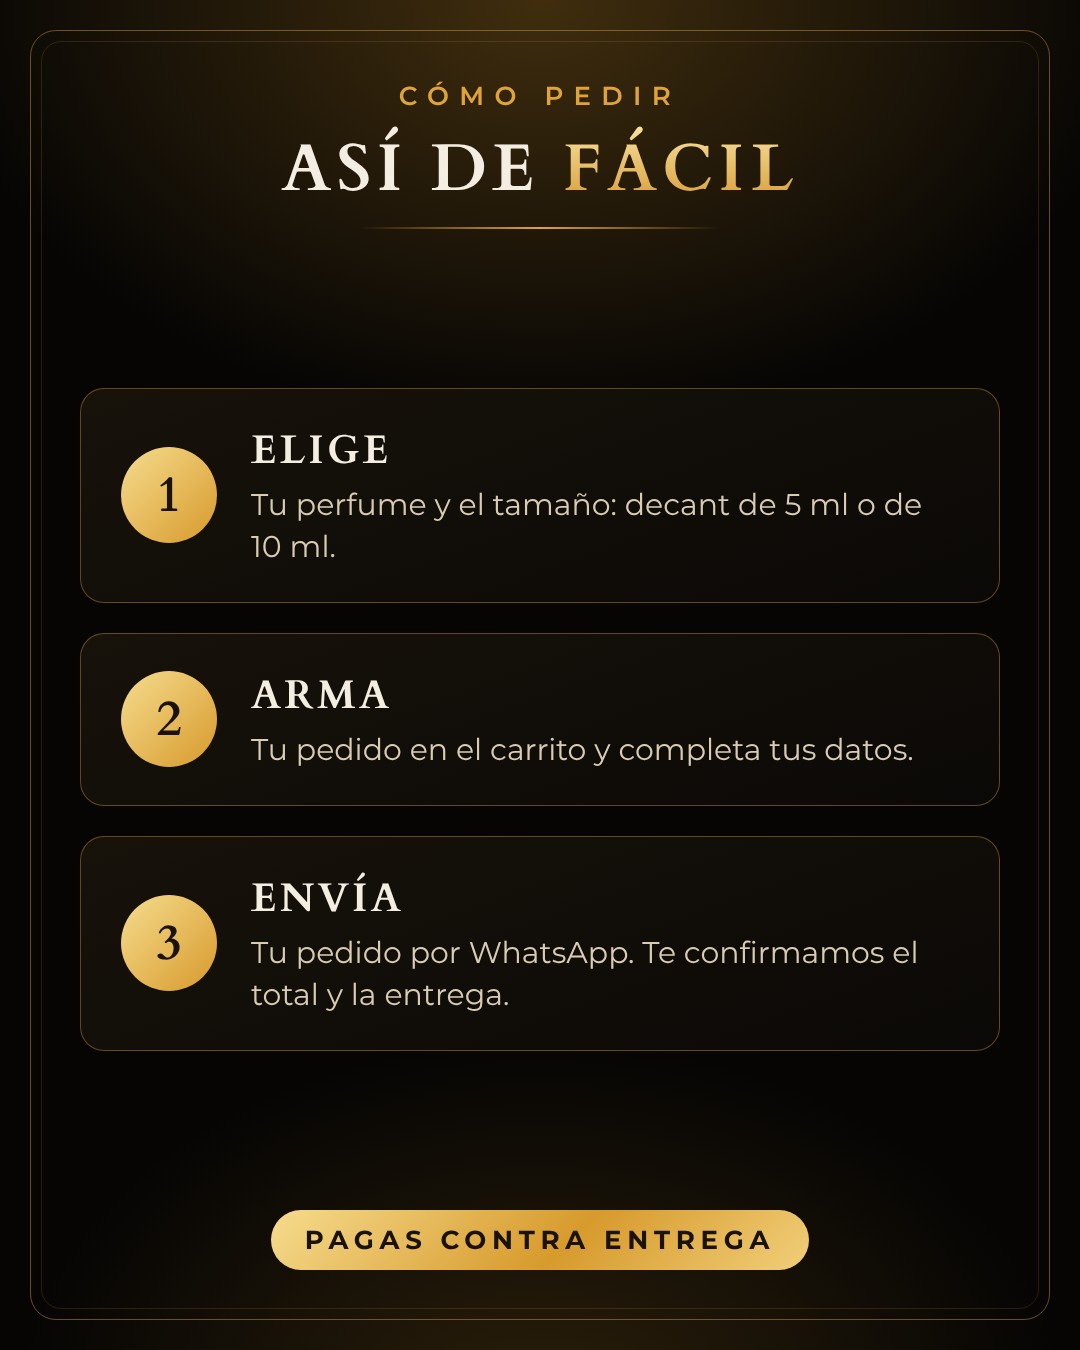 CÓMO PEDIR
ASÍ DE FÁCIL
1
ELIGE
Tu perfume y el tamaño: decant de 5 ml o de
10 ml.
2
ARMA
Tu pedido en el carrito y completa tus datos.
3
ENVÍA
Tu pedido por WhatsApp. Te confirmamos el
total y la entrega.
PAGAS CONTRA ENTREGA